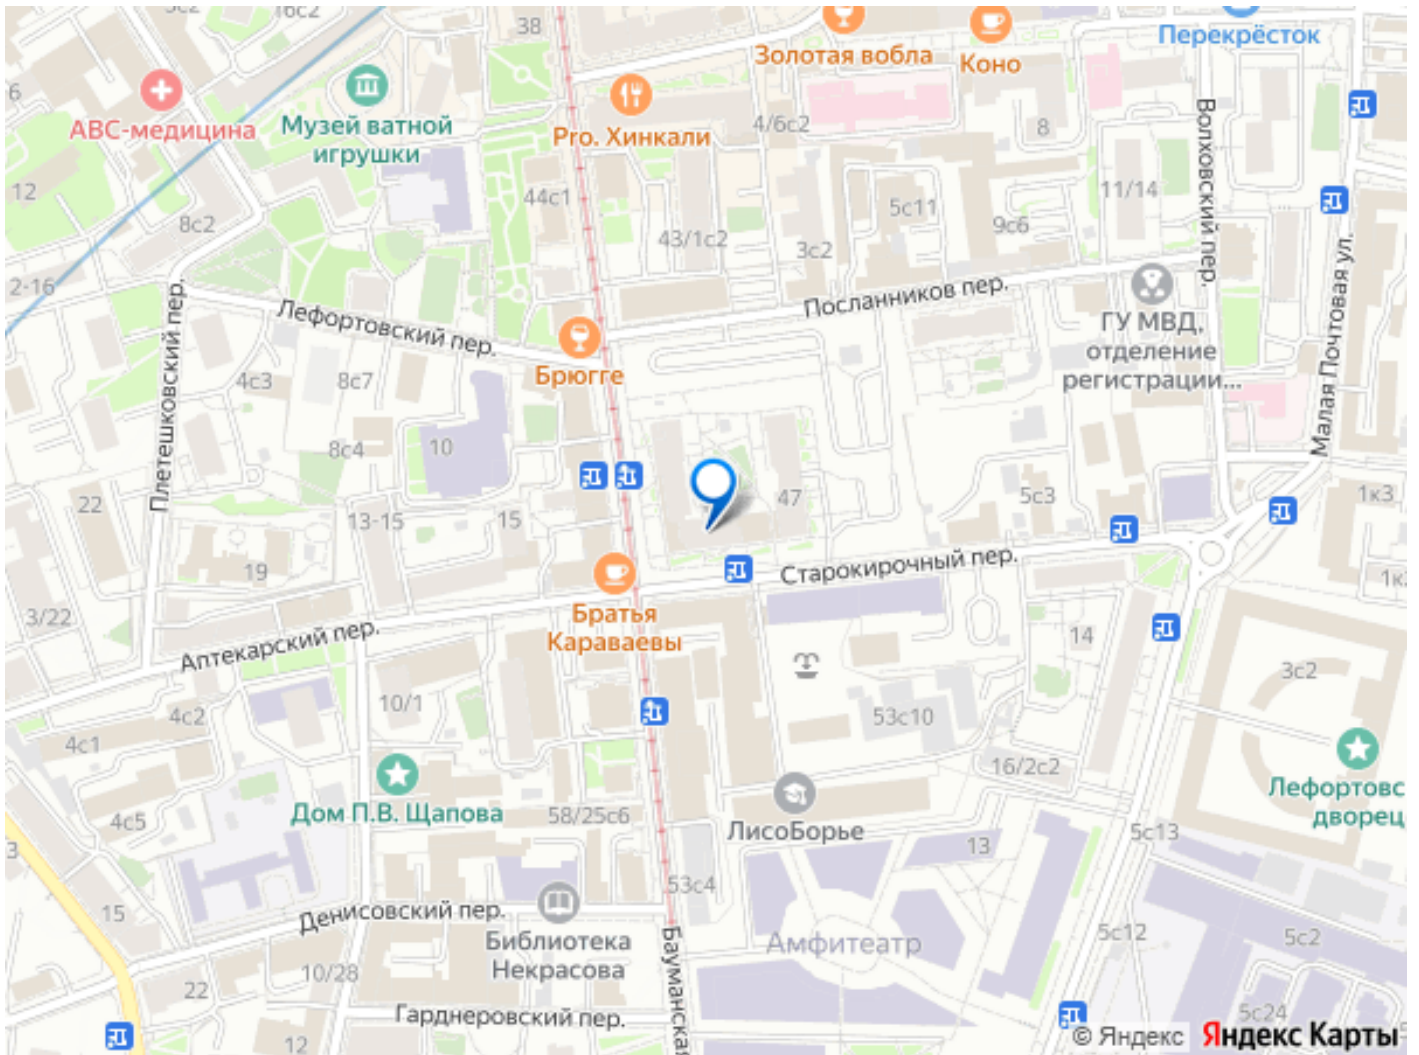 16с2
38
Золотая вобла
Коно
Перекрёсток
6
АВС-медицина
Музей ватной
игрушки
Pro. Хинкали
4/6с2
8
Волховский пер.
12
8с2
44с1
43/1с2
3с2
5с11
9с6
11/14
2-16
Лефортовский пер.
Посланников пер.
Плетешковский пер.
Малая Почтовая ул.
ГУ МВД,
отделение
регистрации...
Брюгге
4с3
8с7
8с4
10
22
13-15
15
47
5с3
1к3
19
Старокирочный пер.
3/22
Братья
Караваевы
Аптекарский пер.
14
3с2
10/1
4с2
4с1
53с10
16/2с2
Дом П.В. Щапова
58/25с6
ЛисоБорье
Лефортовс
дворец
4с5
13
5с13
3
53с4
15
Денисовский пер.
Библиотека
Некрасова
Амфитеатр
5с12
5с2
Бауманская
10/28
22
Гарднеровский пер.
12
5с24
© Яндекс Яндекс Карты